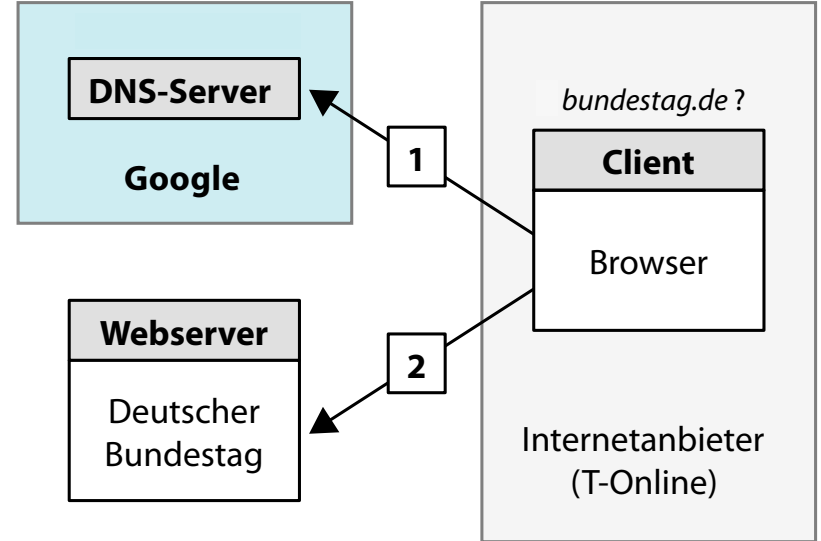 DNS-Server
Google
1
bundestag.de ?
Client
Browser
2
Webserver
Deutscher
Bundestag
Internetanbieter
(T-Online)